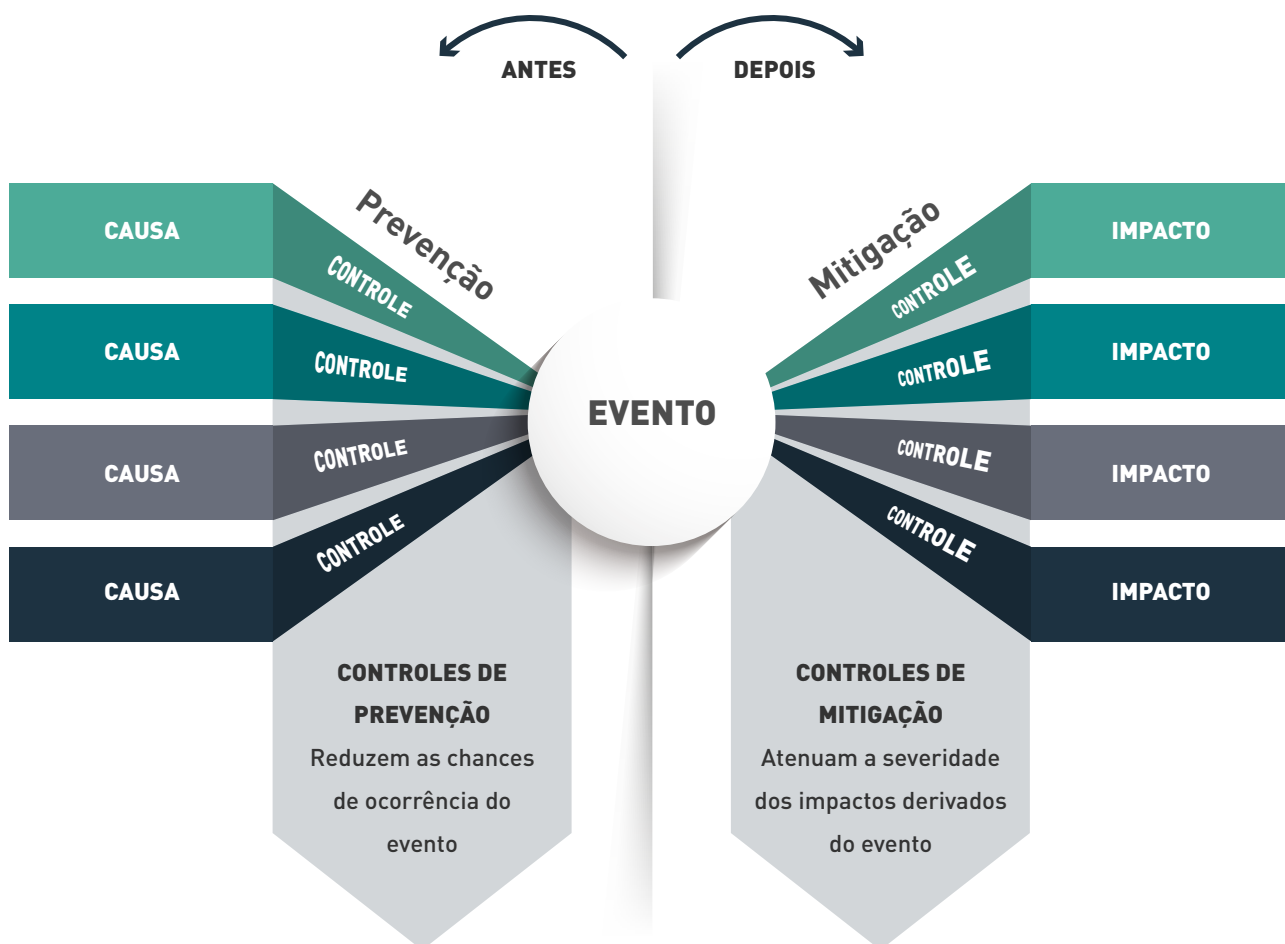 ANTES
DEPOIS
Prevenção
Mitigação
CAUSA
CONTROLE
CONTROLE
IMPACTO
CAUSA
CONTROLE
CONTROLE
IMPACTO
EVENTO
CAUSA
CONTROLE
CONTROLE
IMPACTO
CAUSA
CONTROLE
CONTROLE
IMPACTO
CONTROLES DE
PREVENÇÃO
Reduzem as chances
de ocorrência do
evento
CONTROLES DE
MITIGAÇÃO
Atenuam a severidade
dos impactos derivados
do evento